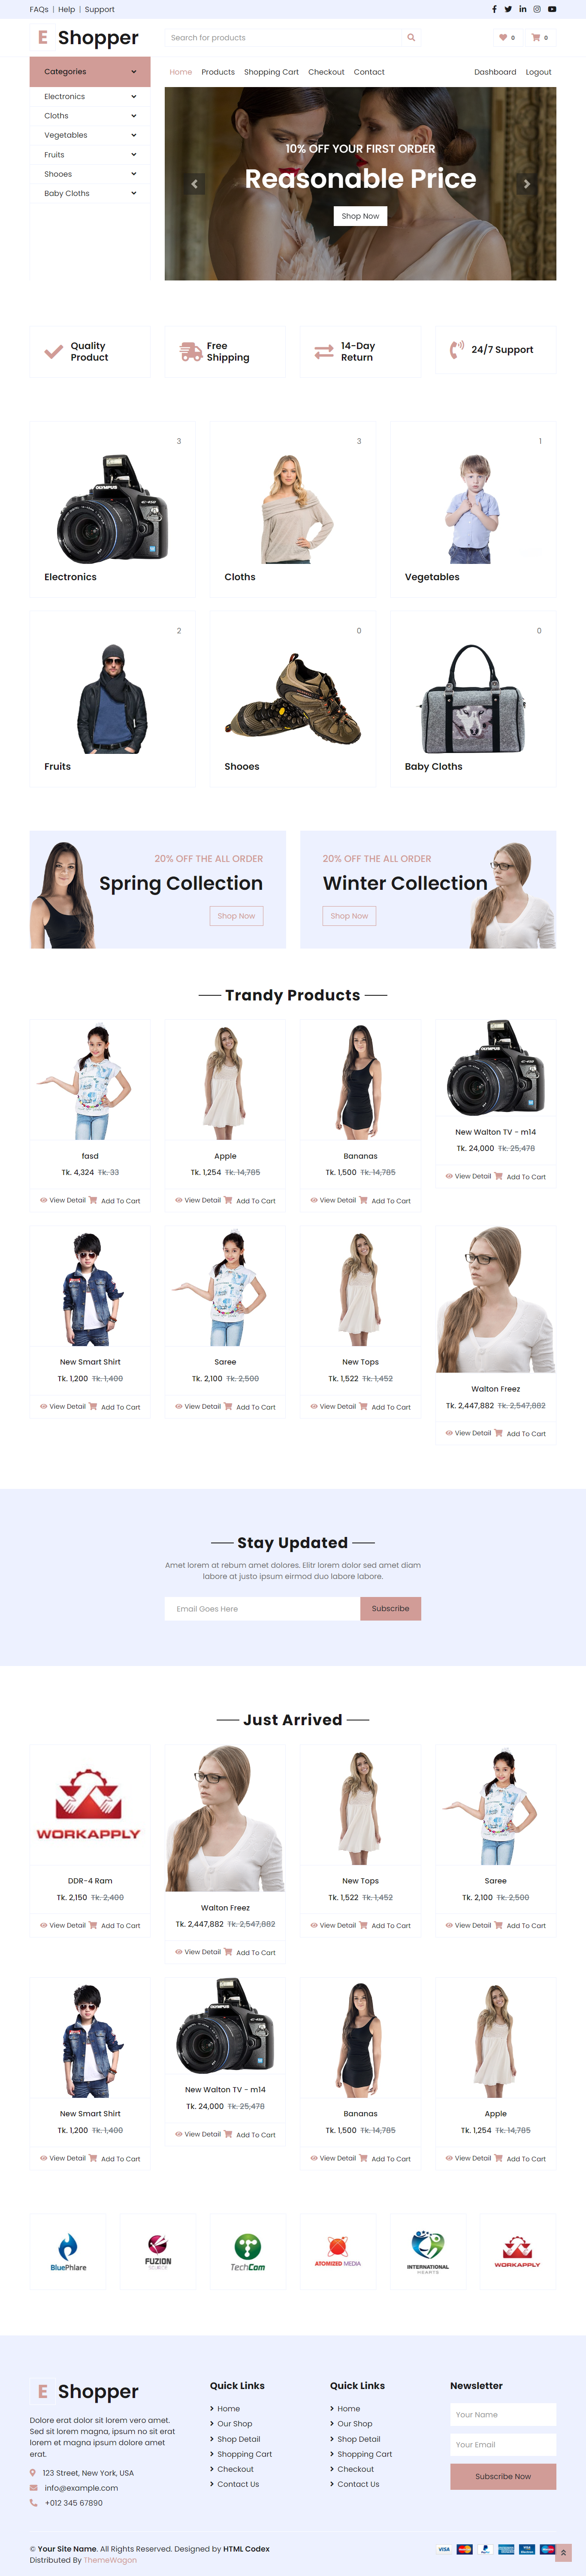 FAQs | Help | Support
E Shopper
Search for products
0
0
Categories
Home Products Shopping Cart Checkout Contact Dashboard Logout
Electronics
Cloths
Vegetables
Fruits
Shooes
Baby Cloths
10% OFF YOUR FIRST ORDER
Reasonable Price
Shop Now
Quality
Product
Free
Shipping
14-Day
Return
24/7 Support
3
OLYMPUS
Electronics
3
Cloths
1
Vegetables
2
Fruits
0
Shooes
0
Baby Cloths
20% OFF THE ALL ORDER
Spring Collection
Shop Now
20% OFF THE ALL ORDER
Winter Collection
Shop Now
Trandy Products
fasd
Tk. 4,324 Tk. 33
View Detail Add To Cart
Apple
Tk. 1,254 Tk. 14,785
View Detail Add To Cart
Bananas
Tk. 1,500 Tk. 14,785
View Detail Add To Cart
OLYMPUS
New Walton TV - m14
Tk. 24,000 Tk. 25,478
View Detail Add To Cart
New Smart Shirt
Tk. 1,200 Tk. 1,400
View Detail Add To Cart
Saree
Tk. 2,100 Tk. 2,500
View Detail Add To Cart
New Tops
Tk. 1,522 Tk. 1,452
View Detail Add To Cart
Walton Freez
Tk. 2,447,882 Tk. 2,547,882
View Detail Add To Cart
Stay Updated
Amet lorem at rebum amet dolores. Elitr lorem dolor sed amet diam
labore at justo ipsum eirmod duo labore labore.
Email Goes Here
Subscribe
Just Arrived
WORKAPPLY
DDR-4 Ram
Tk. 2,150 Tk. 2,400
View Detail Add To Cart
Walton Freez
Tk. 2,447,882 Tk. 2,547,882
View Detail Add To Cart
New Tops
Tk. 1,522 Tk. 1,452
View Detail Add To Cart
Saree
Tk. 2,100 Tk. 2,500
View Detail Add To Cart
New Smart Shirt
Tk. 1,200 Tk. 1,400
View Detail Add To Cart
OLYMPUS
New Walton TV - m14
Tk. 24,000 Tk. 25,478
View Detail Add To Cart
Bananas
Tk. 1,500 Tk. 14,785
View Detail Add To Cart
Apple
Tk. 1,254 Tk. 14,785
View Detail Add To Cart
BluePhlare
FUZION
SOURCE
TechCom
ATOMIZED MEDIA
INTERNATIONAL
HEARTS
WORKAPPLY
E Shopper
Dolore erat dolor sit lorem vero amet.
Sed sit lorem magna, ipsum no sit erat
lorem et magna ipsum dolore amet
erat.
123 Street, New York, USA
info@example.com
+012 345 67890
Quick Links
Home
Our Shop
Shop Detail
Shopping Cart
Checkout
Contact Us
Quick Links
Home
Our Shop
Shop Detail
Shopping Cart
Checkout
Contact Us
Newsletter
Your Name
Your Email
Subscribe Now
© Your Site Name. All Rights Reserved. Designed by HTML Codex
Distributed By ThemeWagon
VISA
PayPal